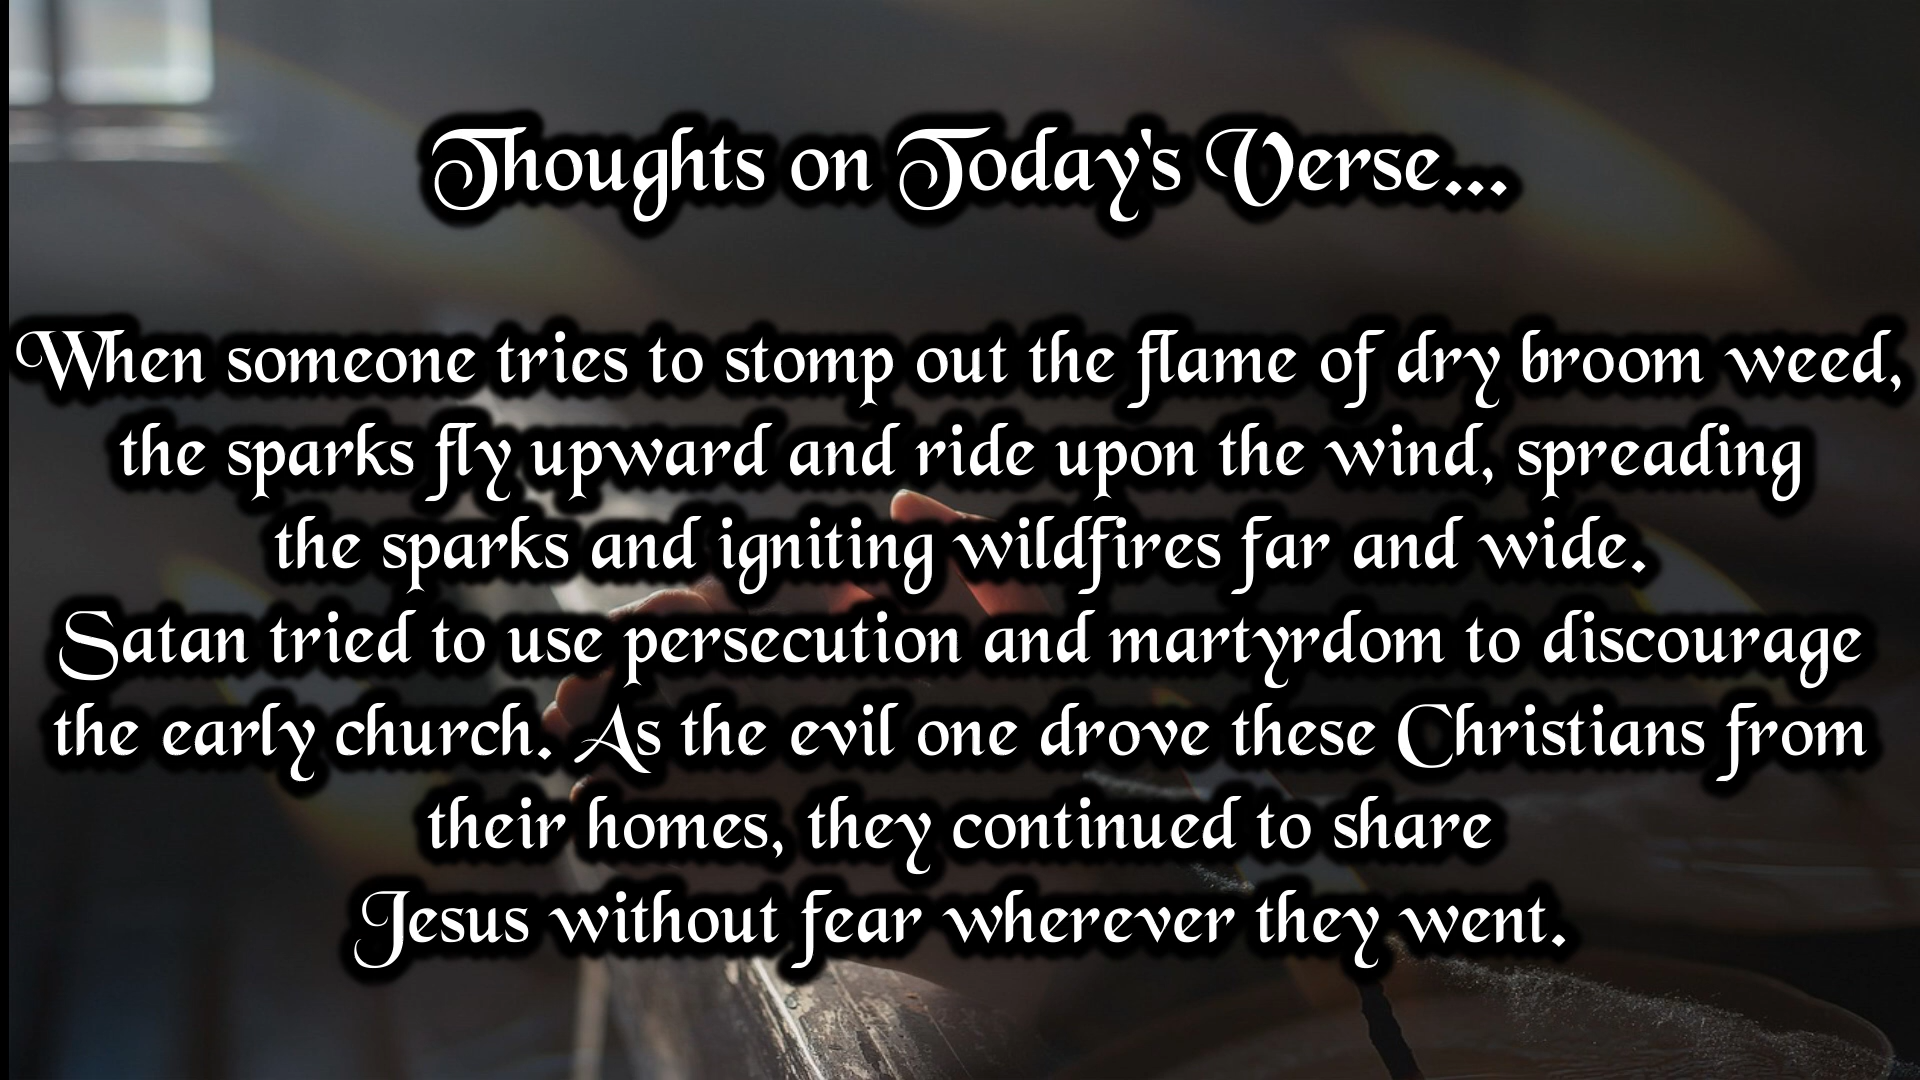 Thoughts on Today's Verse...
When someone tries to stomp out the flame of dry broom weed,
the sparks fly upward and ride upon the wind, spreading
the sparks and igniting wildfires far and wide.
Satan tried to use persecution and martyrdom to discourage
the early church. As the evil one drove these Christians from
their homes, they continued to share
Jesus without fear wherever they went.